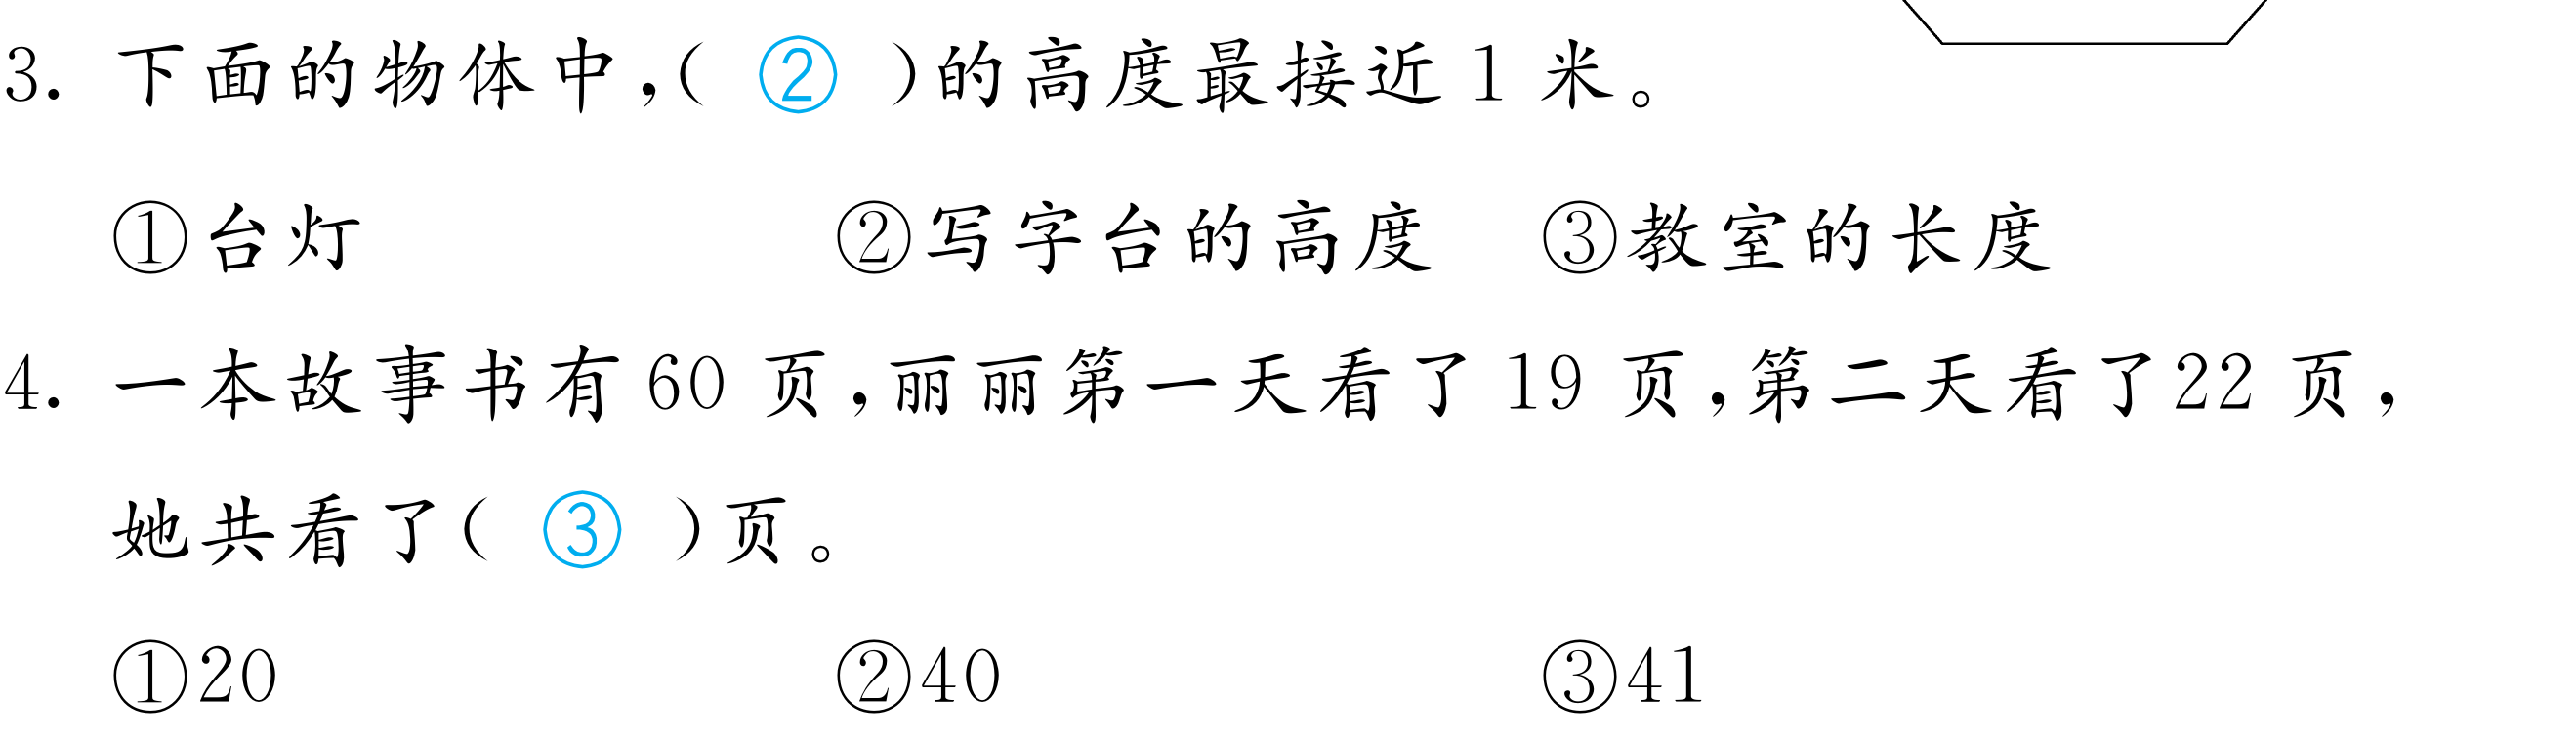 3. 下面的物体中,( ② )的高度最接近1米。
①台灯 ②写字台的高度 ③教室的长度
4. 一本故事书有60页,丽丽第一天看了19页,第二天看了22页,
她共看了( ③ )页。
①20 ②40 ③41